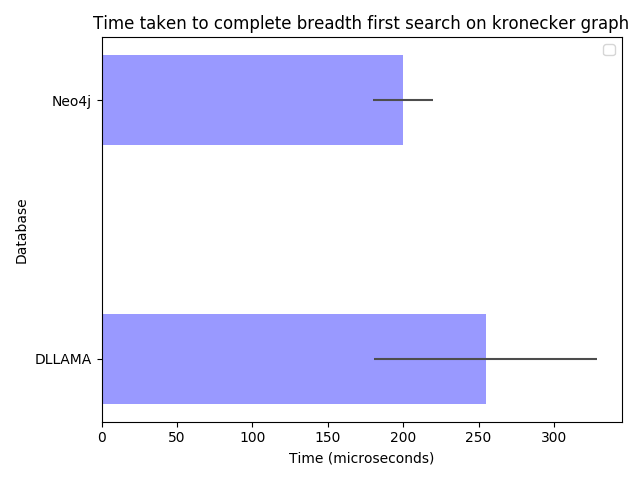 Time taken to complete breadth first search on kronecker graph
Neo4j
Database
DLLAMA
0 50 100 150 200 250 300
Time (microseconds)